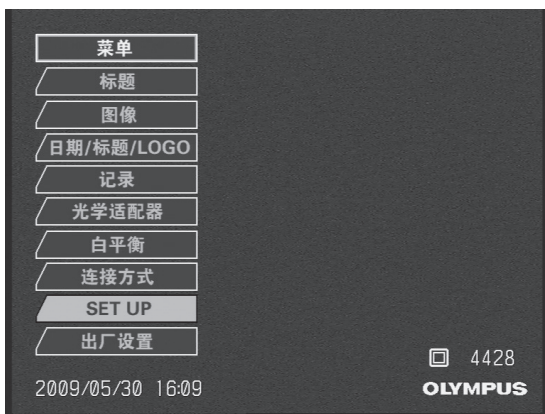 菜单
标题
图像
日期/标题/LOGO
记录
光学适配器
白平衡
连接方式
SET UP
出厂设置
4428
2009/05/30 16:09
OLYMPUS